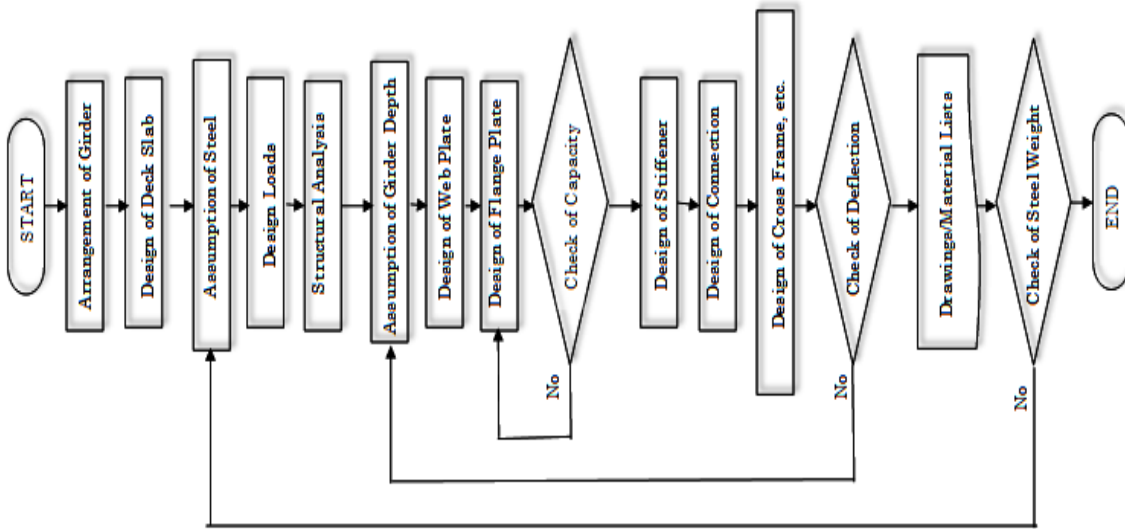 START
Arrangement of Girder
Design of Deck Slab
Assumption of Steel
Design Loads
Structural Analysis
Assumption of Girder Depth
Design of Web Plate
Design of Flange Plate
Check of Capacity
No
Design of Stiffener
Design of Connection
Design of Cross Frame, etc.
Check of Deflection
No
Drawings/Material Lists
Check of Steel Weight
No
END